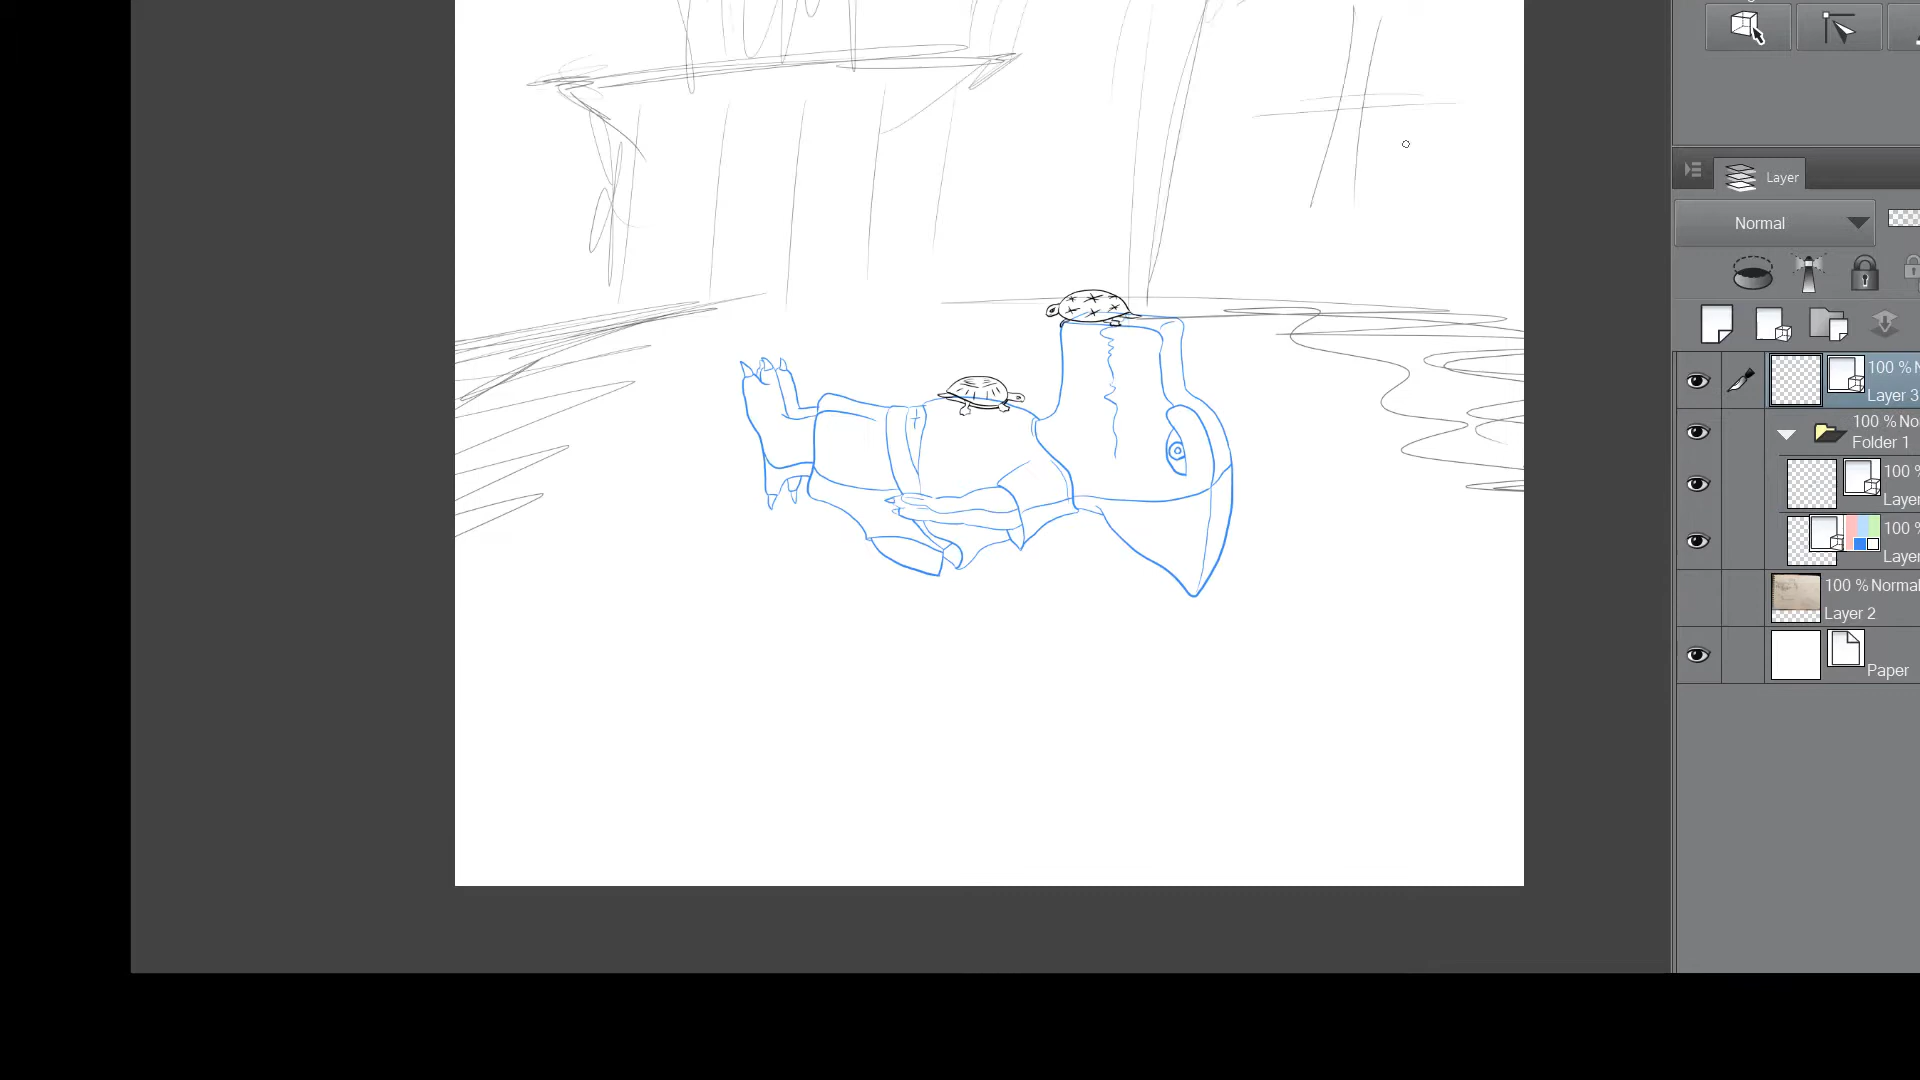 Layer
Normal
100 %N
Layer 3
100 %No
Folder 1
100 %
Laye
100 %
Laye
100 %Normal
Layer 2
Paper